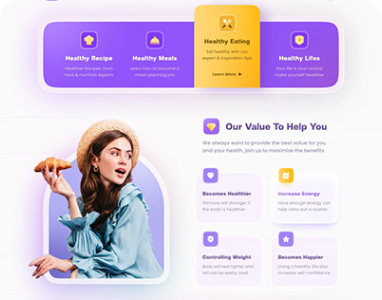 Healthy Recipe
Healthier Recipes, from
food & nutrition experts
Healthy Meals
Learn how to become a
meal-planning pro
Healthy Eating
Eat healthy with our
expert & inspiration tips
Learn More
Healthy Lifes
Your life is your choice,
make yourself healthier
Our Value To Help You
We always want to provide the best value for you
and your health, join us to maximize the benefits
Becomes Healthier
Immune will stronger if
the body is healthier
Increase Energy
Have enough energy can
help carry out a routine
Controlling Weight
Body will feel lighter and
will not be easily tired
Becomes Happier
Living a healthy life also
increase self-confidence